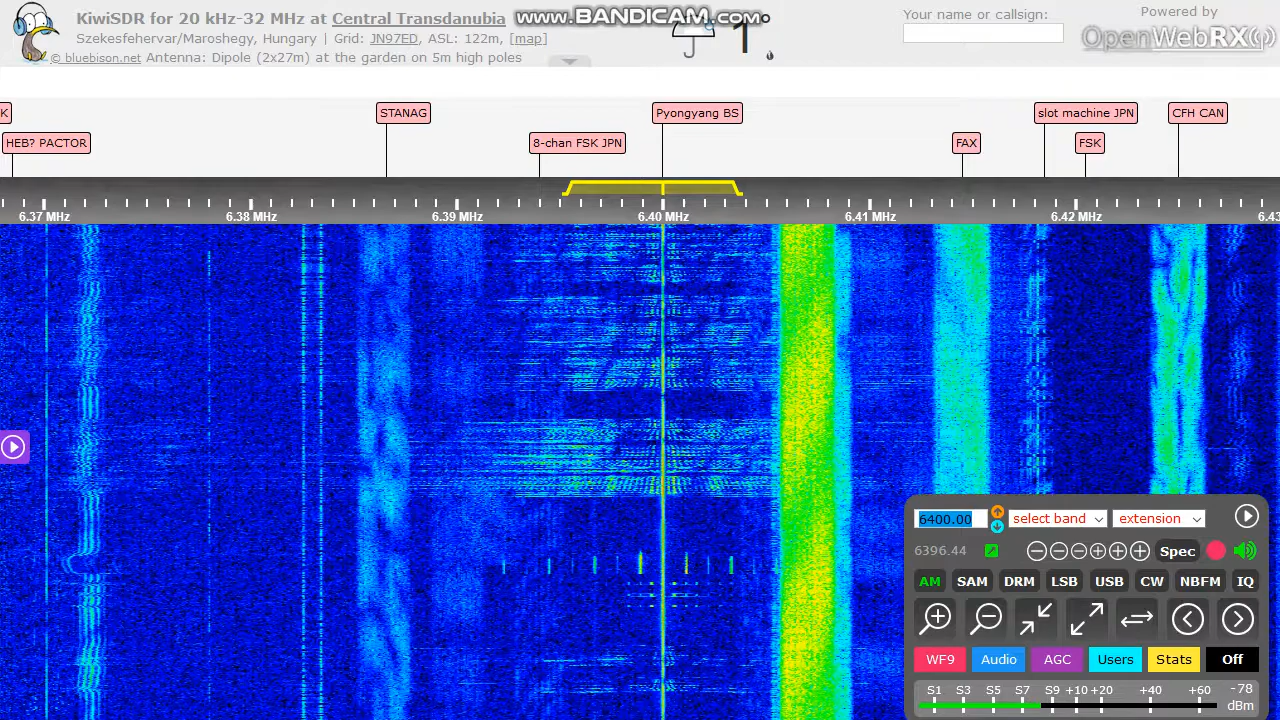 KiwiSDR for 20 kHz-32 MHz at Central Transdanubia
Szekesfehervar/Maroshegy, Hungary | Grid: JN97ED, ASL: 122m, [map]
© bluebison.net Antenna: Dipole (2x27m) at the garden on 5m high poles
www.BANDICAM.com
1
Your name or callsign:
Powered by
OpenWebRX
K
STANAG
Pyongyang BS
slot machine JPN
CFH CAN
HEB? PACTOR
8-chan FSK JPN
FAX
FSK
6.37 MHz
6.38 MHz
6.39 MHz
6.40 MHz
6.41 MHz
6.42 MHz
6.43
6400.00
select band
extension
6396.44
Spec
AM
SAM
DRM
LSB
USB
CW
NBFM
IQ
WF9
Audio
AGC
Users
Stats
Off
S1 S3 S5 S7 S9 +10 +20 +40 +60 -78
dBm